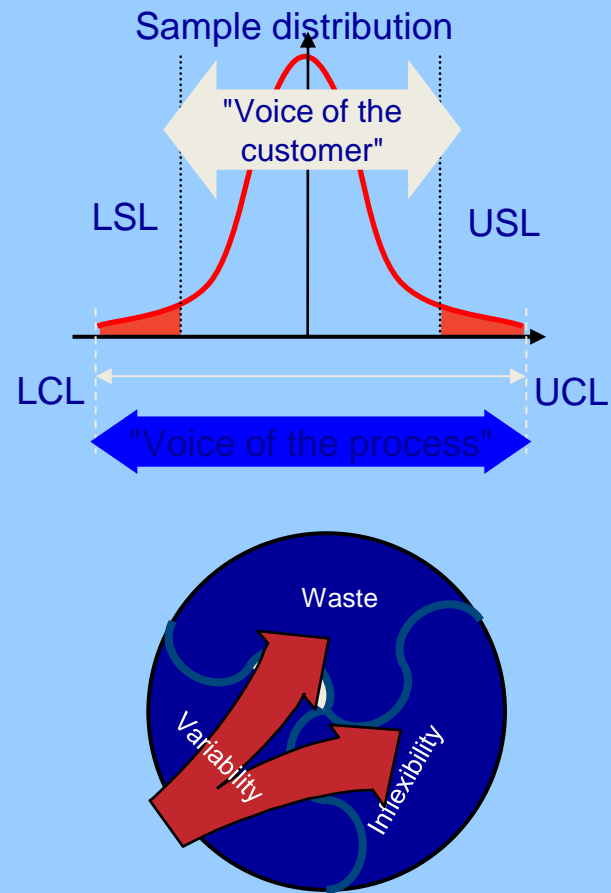 Sample distribution
"Voice of the
customer"
LSL
USL
LCL
UCL
"Voice of the process"
Waste
Variability
Inflexibility